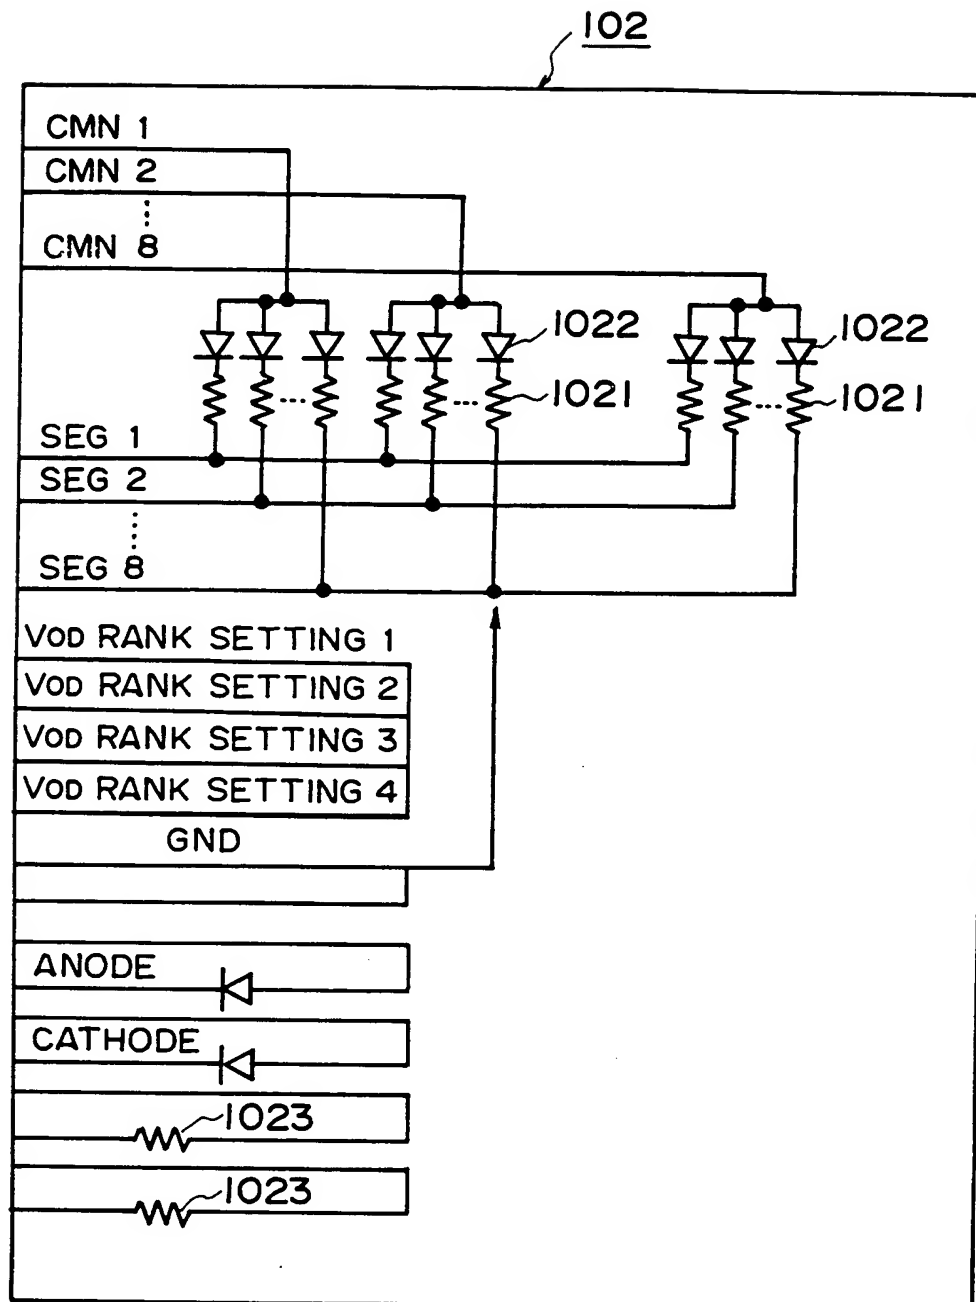 102
CMN 1
CMN 2
CMN 8
1022
1022
1021
1021
SEG 1
SEG 2
SEG 8
VOD RANK SETTING 1
VOD RANK SETTING 2
VOD RANK SETTING 3
VOD RANK SETTING 4
GND
ANODE
CATHODE
1023
1023